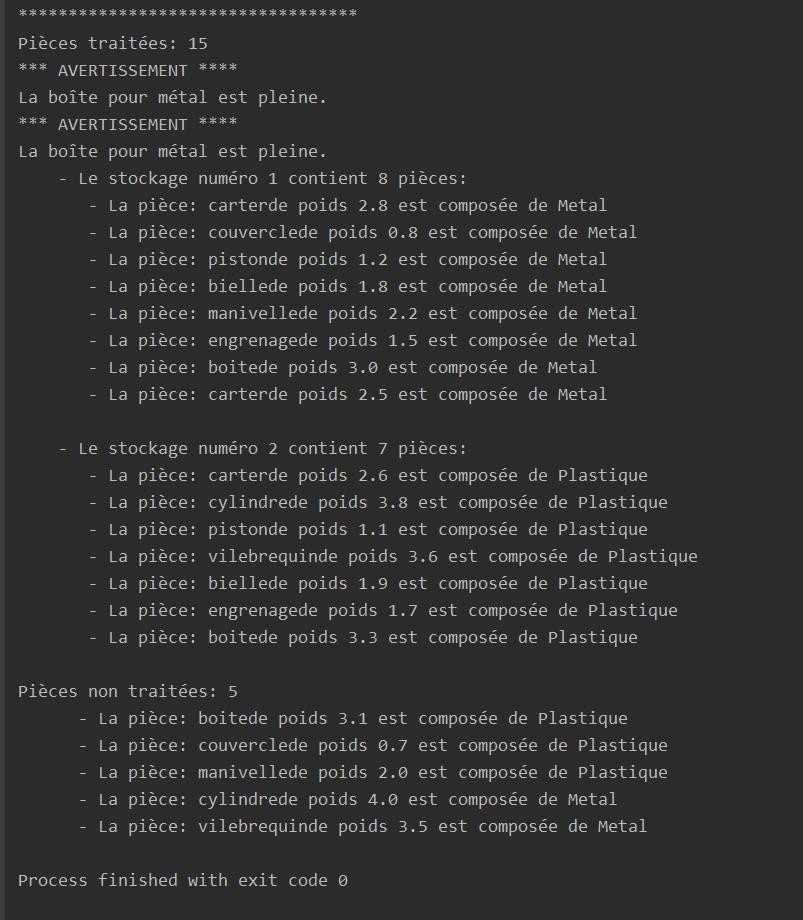 **********************************
Pièces traitées: 15
*** AVERTISSEMENT ****
La boîte pour métal est pleine.
*** AVERTISSEMENT ****
La boîte pour métal est pleine.
- Le stockage numéro 1 contient 8 pièces:
- La pièce: carterde poids 2.8 est composée de Metal
- La pièce: couverclede poids 0.8 est composée de Metal
- La pièce: pistonde poids 1.2 est composée de Metal
- La pièce: biellede poids 1.8 est composée de Metal
- La pièce: manivellede poids 2.2 est composée de Metal
- La pièce: engrenagede poids 1.5 est composée de Metal
- La pièce: boitede poids 3.0 est composée de Metal
- La pièce: carterde poids 2.5 est composée de Metal
- Le stockage numéro 2 contient 7 pièces:
- La pièce: carterde poids 2.6 est composée de Plastique
- La pièce: cylindrede poids 3.8 est composée de Plastique
- La pièce: pistonde poids 1.1 est composée de Plastique
- La pièce: vilebrequinde poids 3.6 est composée de Plastique
- La pièce: biellede poids 1.9 est composée de Plastique
- La pièce: engrenagede poids 1.7 est composée de Plastique
- La pièce: boitede poids 3.3 est composée de Plastique
Pièces non traitées: 5
- La pièce: boitede poids 3.1 est composée de Plastique
- La pièce: couverclede poids 0.7 est composée de Plastique
- La pièce: manivellede poids 2.0 est composée de Plastique
- La pièce: cylindrede poids 4.0 est composée de Metal
- La pièce: vilebrequinde poids 3.5 est composée de Metal
Process finished with exit code 0